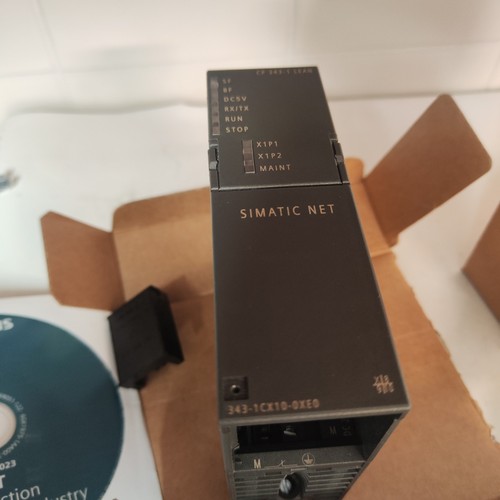 CP 343-1 LEAN
SF
BF
DC5V
RX/TX
RUN
STOP
X1P1
X1P2
MAINT
SIMATIC NET
343-1CX10-0XE0
M